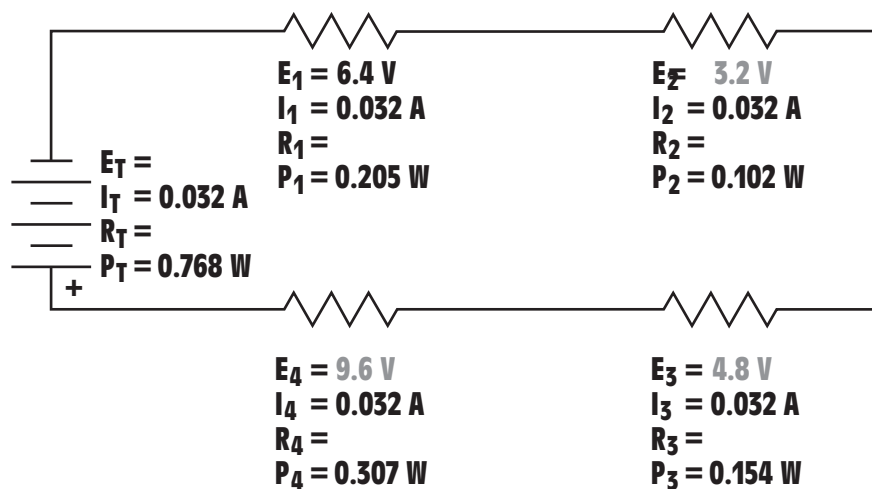 E1 = 6.4 V
I1 = 0.032 A
R1 =
P1 = 0.205 W
E2= 3.2 V
I2 = 0.032 A
R2 =
P2 = 0.102 W
ET =
IT = 0.032 A
RT =
PT = 0.768 W
+
E4 = 9.6 V
I4 = 0.032 A
R4 =
P4 = 0.307 W
E3 = 4.8 V
I3 = 0.032 A
R3 =
P3 = 0.154 W